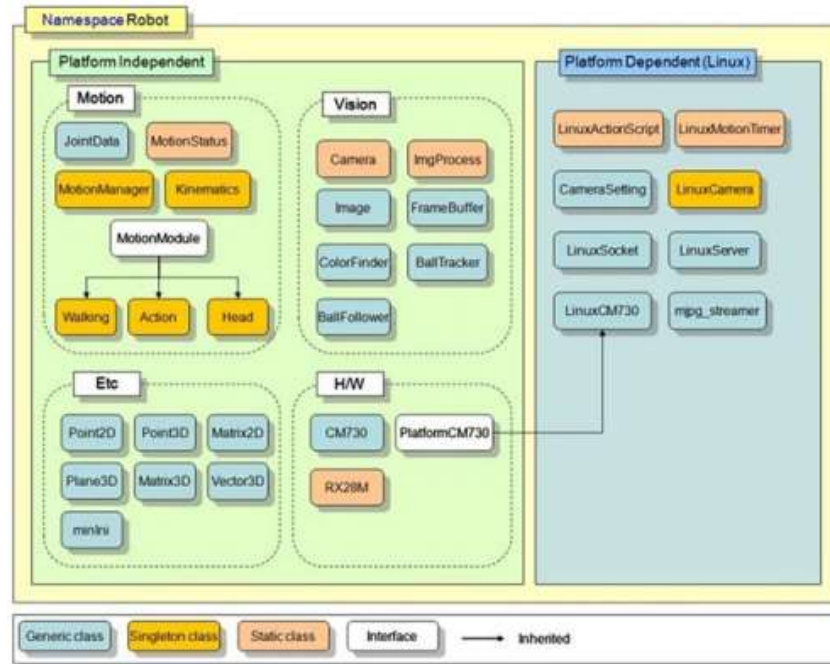 Namespace Robot
Platform Independent
Motion
JointData MotionStatus
MotionManager Kinematics
MotionModule
Walking Action Head
Vision
Camera ImgProcess
Image FrameBuffer
ColorFinder BallTracker
BallFollower
Etc
Point2D Point3D Matrix2D
Plane3D Matrix3D Vector3D
minIni
H/W
CM730 PlatformCM730
RX28M
Platform Dependent (Linux)
LinuxActionScript LinuxMotionTimer
CameraSetting LinuxCamera
LinuxSocket LinuxServer
LinuxCM730 mjpg_streamer
Generic class Singleton class Static class Interface Inherited